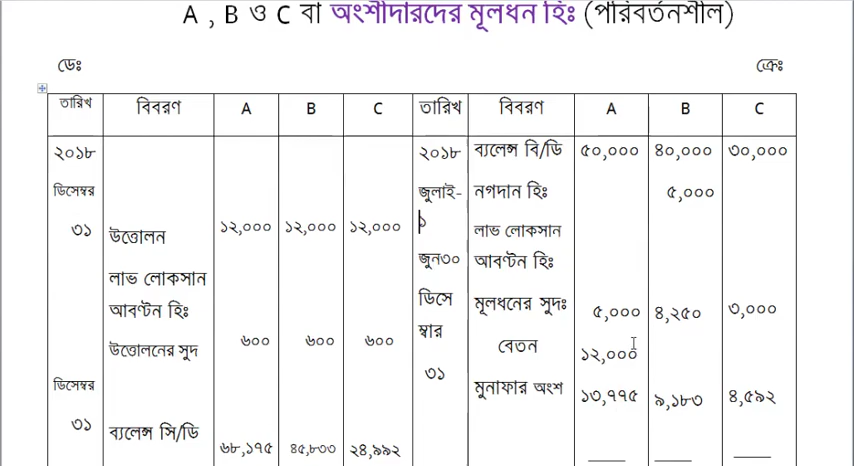 A , B ও C বা অংশীদারদের মূলধন হিঃ (পরিবর্তনশীল)
ডেঃ ক্রেঃ
তারিখ বিবরণ A B C তারিখ বিবরণ A B C
২০১৮ ২০১৮ ব্যলেন্স বি/ডি ৫০,০০০ ৪০,০০০ ৩০,০০০
ডিসেম্বর জুলাই- নগদান হিঃ ৫,০০০
৩১ উত্তোলন ১২,০০০ ১২,০০০ ১২,০০০ ১ লাভ লোকসান
লাভ লোকসান জুন৩০ আবণ্টন হিঃ
আবণ্টন হিঃ ডিসে মূলধনের সুদঃ ৫,০০০ ৪,২৫০ ৩,০০০
উত্তোলনের সুদ ৬০০ ৬০০ ৬০০ ম্বার বেতন ১২,০০০
ডিসেম্বর ৩১ মুনাফার অংশ ১৩,৭৭৫ ৯,১৮৩ ৪,৫৯২
৩১ ব্যলেন্স সি/ডি ৬৮,১৭৫ ৪৫,৮৩৩ ২৪,৯৯২